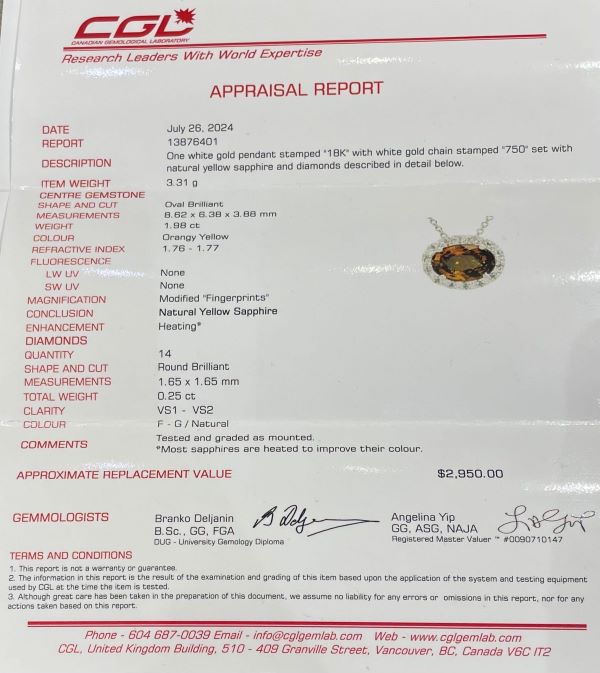 CGL
CANADIAN GEMOLOGICAL LABORATORY
Research Leaders With World Expertise
APPRAISAL REPORT
DATE July 26, 2024
REPORT 13876401
DESCRIPTION One white gold pendant stamped "18K" with white gold chain stamped "750" set with
natural yellow sapphire and diamonds described in detail below.
ITEM WEIGHT 3.31 g
CENTRE GEMSTONE
SHAPE AND CUT Oval Brilliant
MEASUREMENTS 8.62 x 6.38 x 3.88 mm
WEIGHT 1.98 ct
COLOUR Orangy Yellow
REFRACTIVE INDEX 1.76 - 1.77
FLUORESCENCE
LW UV None
SW UV None
MAGNIFICATION Modified "Fingerprints"
CONCLUSION Natural Yellow Sapphire
ENHANCEMENT Heating*
DIAMONDS
QUANTITY 14
SHAPE AND CUT Round Brilliant
MEASUREMENTS 1.65 x 1.65 mm
TOTAL WEIGHT 0.25 ct
CLARITY VS1 - VS2
COLOUR F - G / Natural
COMMENTS Tested and graded as mounted.
*Most sapphires are heated to improve their colour.
APPROXIMATE REPLACEMENT VALUE $2,950.00
GEMMOLOGISTS Branko Deljanin Angelina Yip
B.Sc., GG, FGA GG, ASG, NAJA
DUG - University Gemology Diploma Registered Master Valuer ™ #0090710147
TERMS AND CONDITIONS
1. This report is not a warranty or guarantee.
2. The information in this report is the result of the examination and grading of this item based upon the application of the system and testing equipment
used by CGL at the time the item is tested.
3. Although great care has been taken in the preparation of this document, we assume no liability for any errors or omissions in this report, nor for any
actions taken based on this report.
Phone - 604 687-0039 Email - info@cglgemlab.com Web - www.cglgemlab.com
CGL, United Kingdom Building, 510 - 409 Granville Street, Vancouver, BC, Canada V6C 1T2